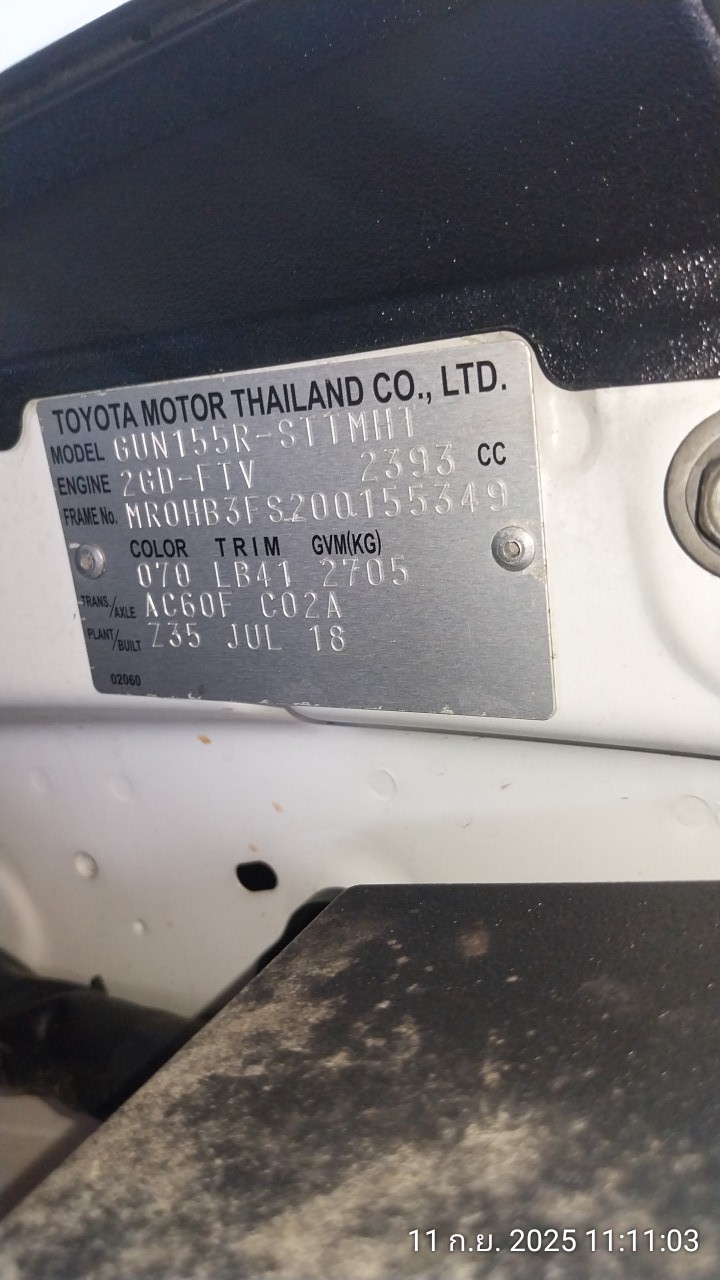 TOYOTA MOTOR THAILAND CO., LTD.
MODEL GUN155R-STTMHT
ENGINE 2GD-FTV 2393 CC
FRAME No. MR0HB3FS200155349
COLOR TRIM GVM(KG)
070 LB41 2705
TRANS./AXLE AC60F C02A
PLANT/BUILT Z35 JUL 18
02060
11 ก.ย. 2025 11:11:03